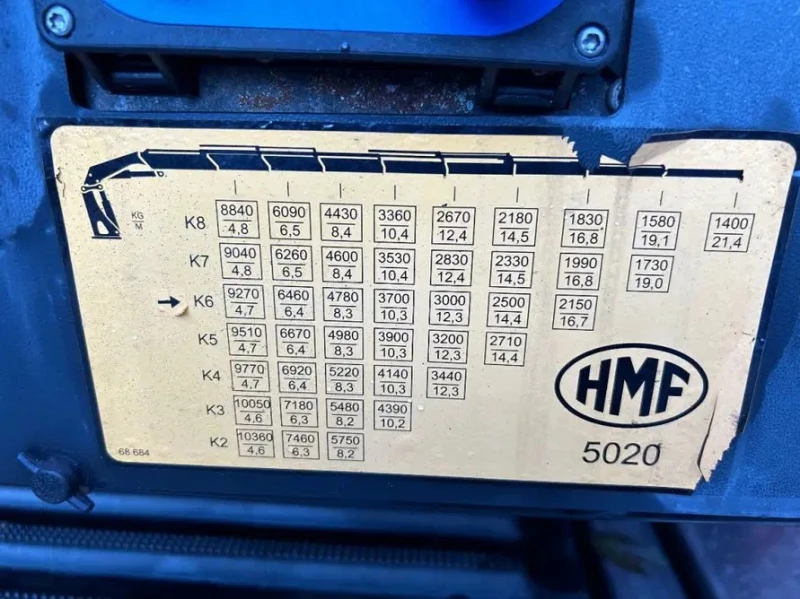 KG
M
K8 8840 6090 4430 3360 2670 2180 1830 1580 1400
4,8 6,5 8,4 10,4 12,4 14,5 16,8 19,1 21,4
K7 9040 6260 4600 3530 2830 2330 1990 1730
4,8 6,5 8,4 10,4 12,4 14,5 16,8 19,0
K6 9270 6460 4780 3700 3000 2500 2150
4,7 6,4 8,3 10,3 12,3 14,4 16,7
K5 9510 6670 4980 3900 3200 2710
4,7 6,4 8,3 10,3 12,3 14,4
K4 9770 6920 5220 4140 3440
4,7 6,4 8,3 10,3 12,3
K3 10050 7180 5480 4390
4,6 6,3 8,2 10,2
K2 10360 7460 5750
4,6 6,3 8,2
68 684
HMF
5020